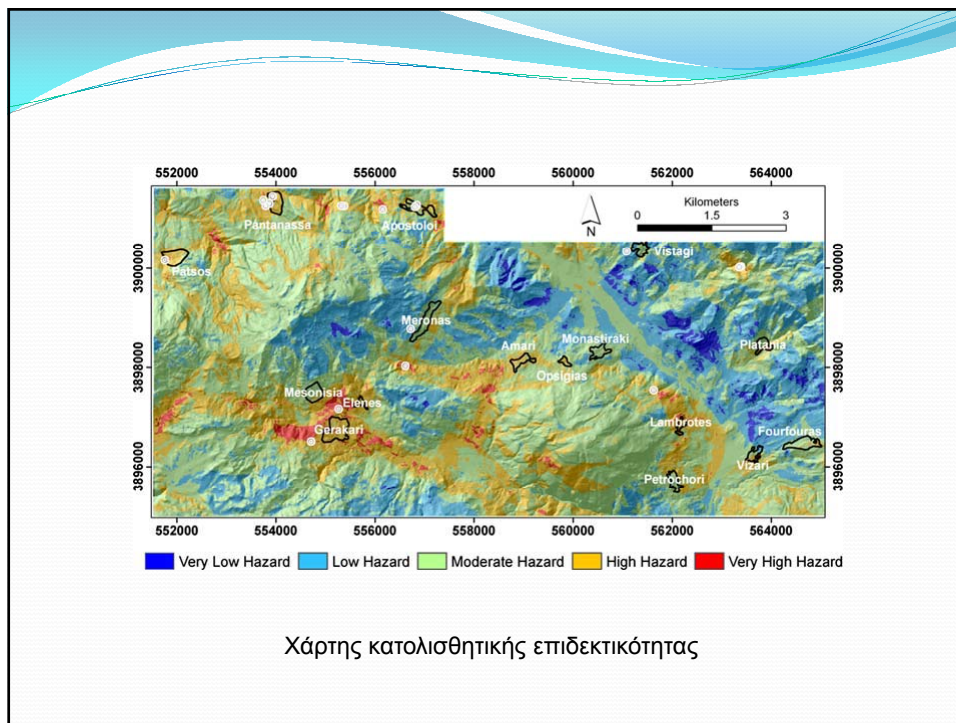 552000 554000 556000 558000 560000 562000 564000
Kilometers
0 1.5 3
N
Pantanassa Apostoloi
Vistagi
Patsos
3900000 3900000
Meronas
Amari Monastiraki Platania
Opsigias
3898000 3898000
Mesonisia
Elenes
Gerakari Lambrotes Fourfouras
Vizari
Petrochori
3896000 3896000
552000 554000 556000 558000 560000 562000 564000
Very Low Hazard Low Hazard Moderate Hazard High Hazard Very High Hazard
Χάρτης κατολισθητικής επιδεκτικότητας